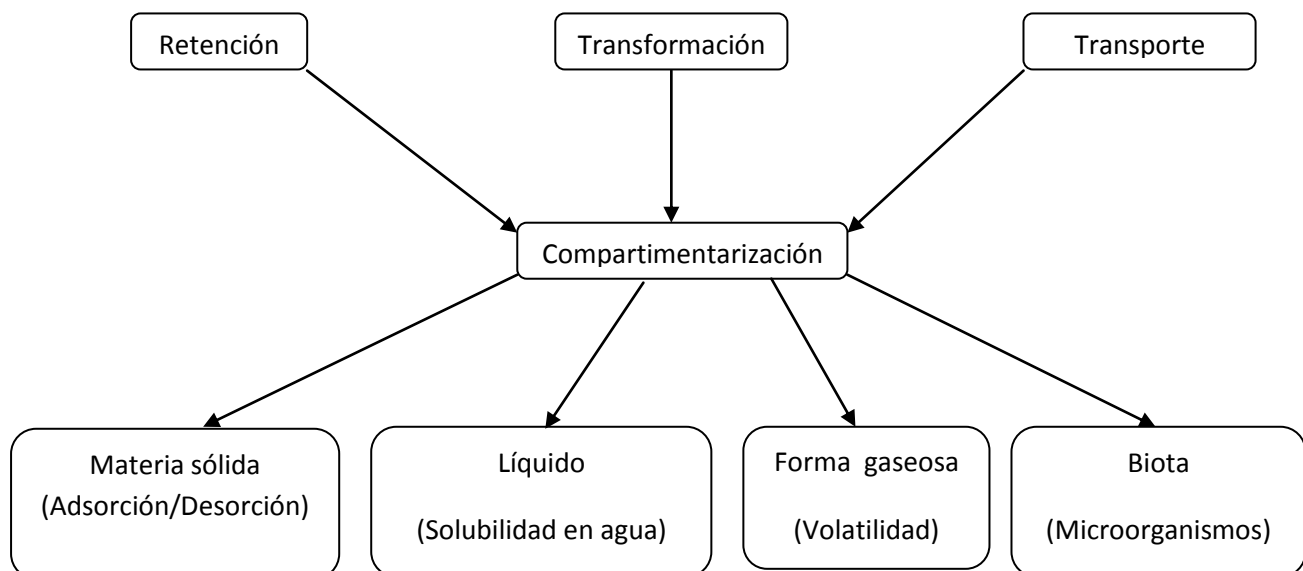 Retención
Transformación
Transporte
Compartimentarización
Materia sólida
(Adsorción/Desorción)
Líquido
(Solubilidad en agua)
Forma gaseosa
(Volatilidad)
Biota
(Microorganismos)